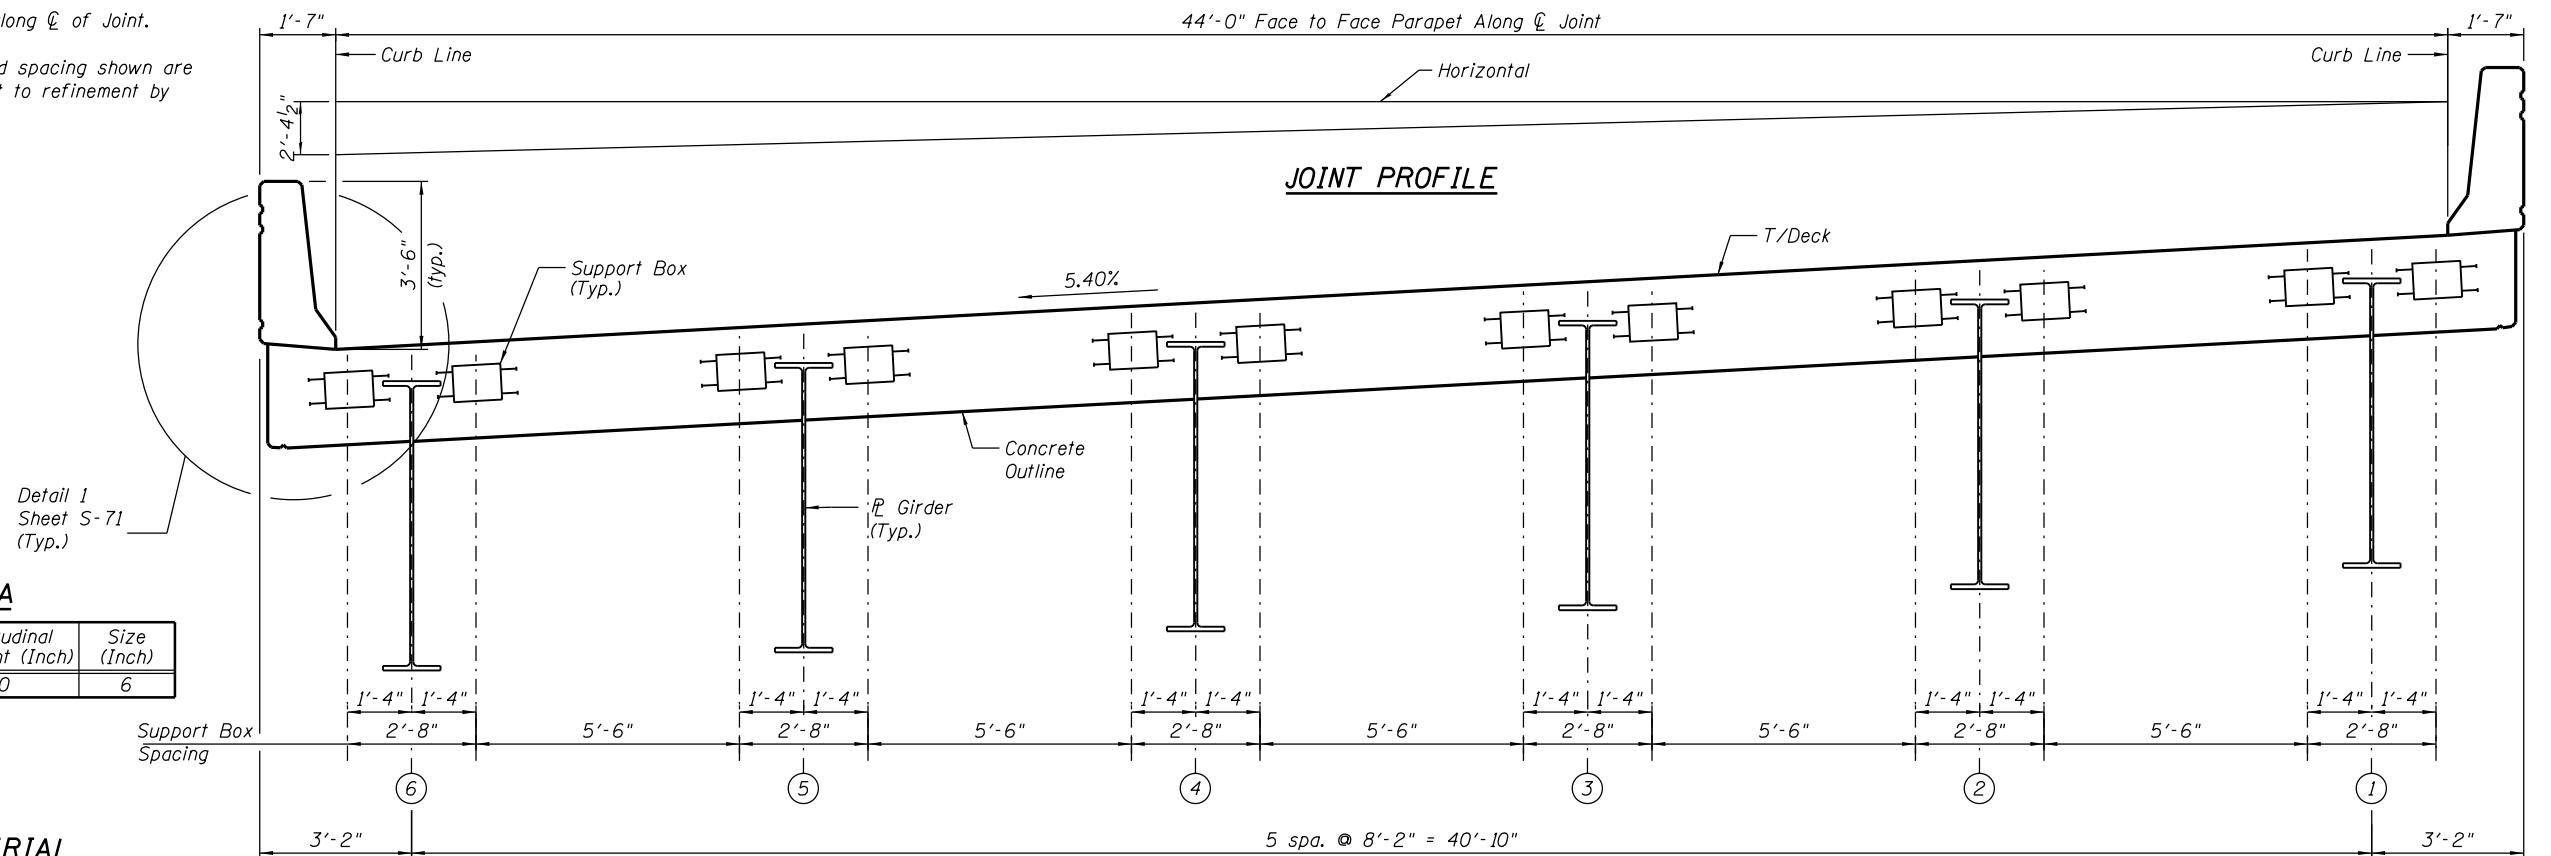 long ℄ of Joint.
d spacing shown are
t to refinement by
1'-7"
44'-0" Face to Face Parapet Along ℄ Joint
1'-7"
Curb Line
Curb Line
Horizontal
2'-4½"
JOINT PROFILE
3'-6"
(typ.)
Support Box
(Typ.)
5.40%
T/Deck
Concrete
Outline
Detail 1
Sheet S-71
(Typ.)
Girder
(Typ.)
A
udinal
t (Inch)
Size
(Inch)
0
6
1'-4" 1'-4" 1'-4" 1'-4" 1'-4" 1'-4" 1'-4" 1'-4" 1'-4" 1'-4" 1'-4" 1'-4"
Support Box
Spacing
2'-8" 5'-6" 2'-8" 5'-6" 2'-8" 5'-6" 2'-8" 5'-6" 2'-8" 5'-6" 2'-8"
6 5 4 3 2 1
ERIAL
3'-2" 5 spa. @ 8'-2" = 40'-10" 3'-2"